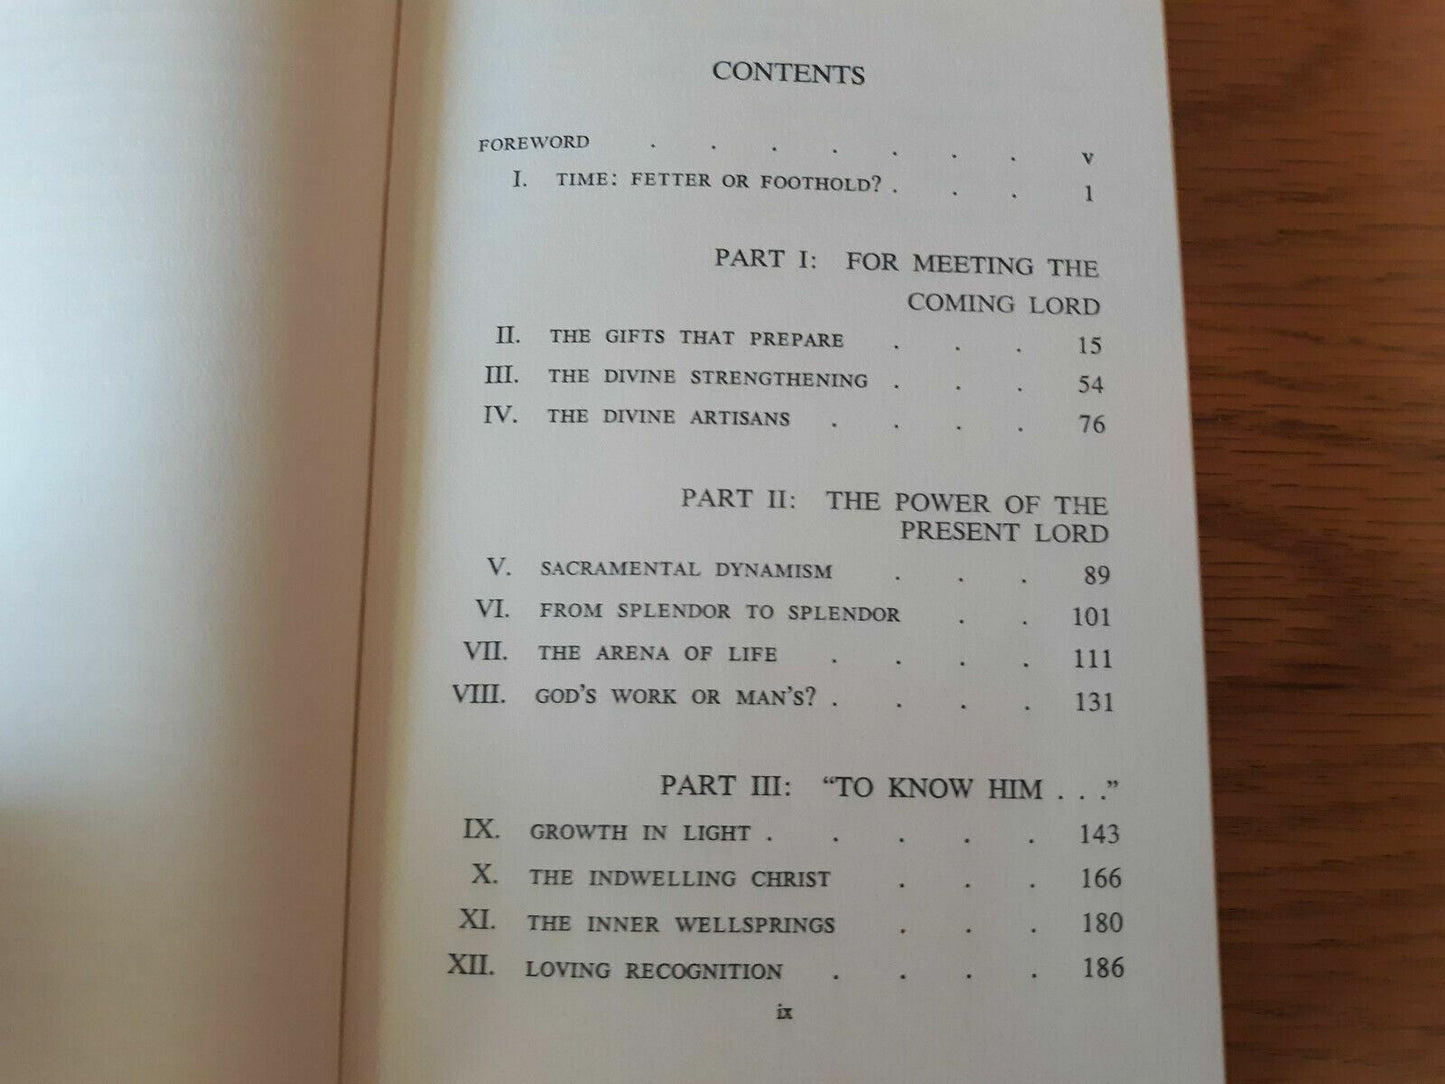 CONTENTS
FOREWORD . . . . . . . v
I. TIME: FETTER OR FOOTHOLD? . . . 1
PART I: FOR MEETING THE
COMING LORD
II. THE GIFTS THAT PREPARE . . . 15
III. THE DIVINE STRENGTHENING . . . 54
IV. THE DIVINE ARTISANS . . . . 76
PART II: THE POWER OF THE
PRESENT LORD
V. SACRAMENTAL DYNAMISM . . . 89
VI. FROM SPLENDOR TO SPLENDOR . . 101
VII. THE ARENA OF LIFE . . . . 111
VIII. GOD'S WORK OR MAN'S? . . . . 131
PART III: “TO KNOW HIM . . .”
IX. GROWTH IN LIGHT . . . . . 143
X. THE INDWELLING CHRIST . . . 166
XI. THE INNER WELLSPRINGS . . . 180
XII. LOVING RECOGNITION . . . . 186
ix